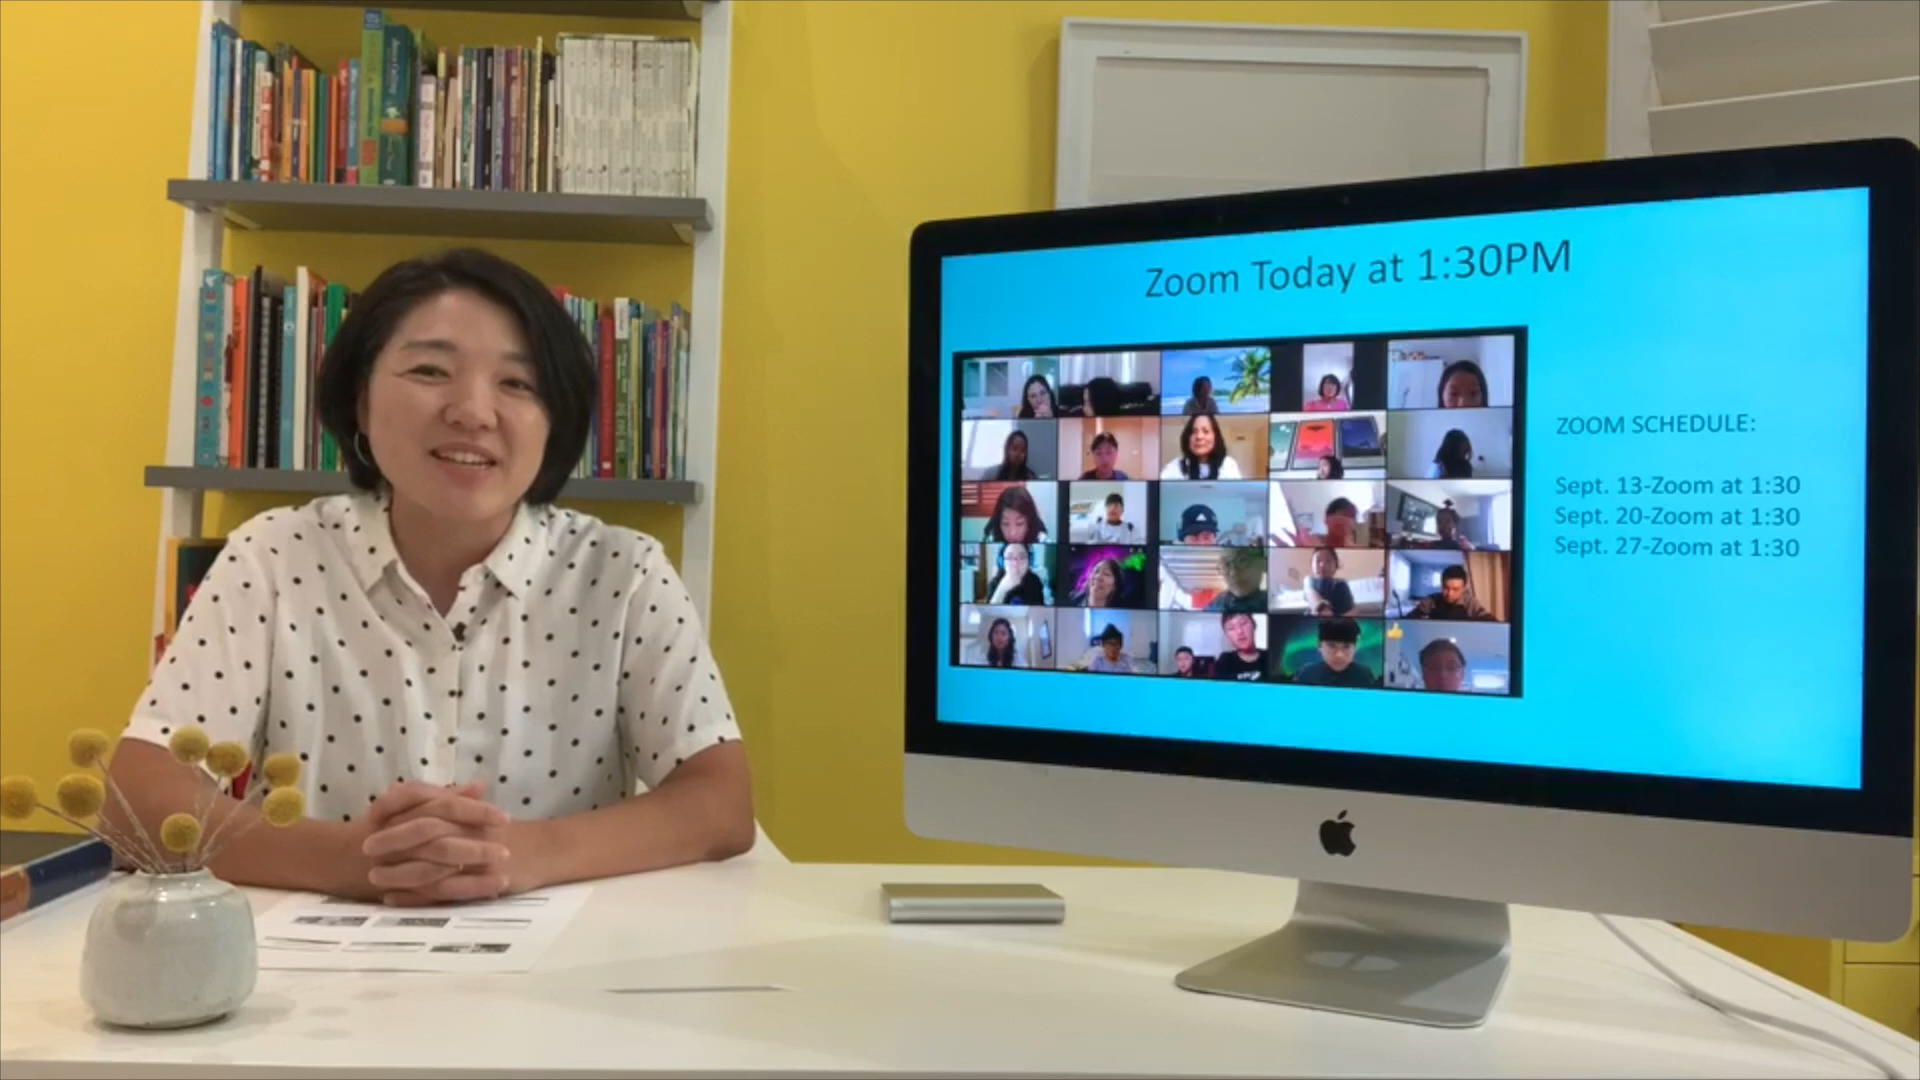 Zoom Today at 1:30PM
ZOOM SCHEDULE:
Sept. 13-Zoom at 1:30
Sept. 20-Zoom at 1:30
Sept. 27-Zoom at 1:30